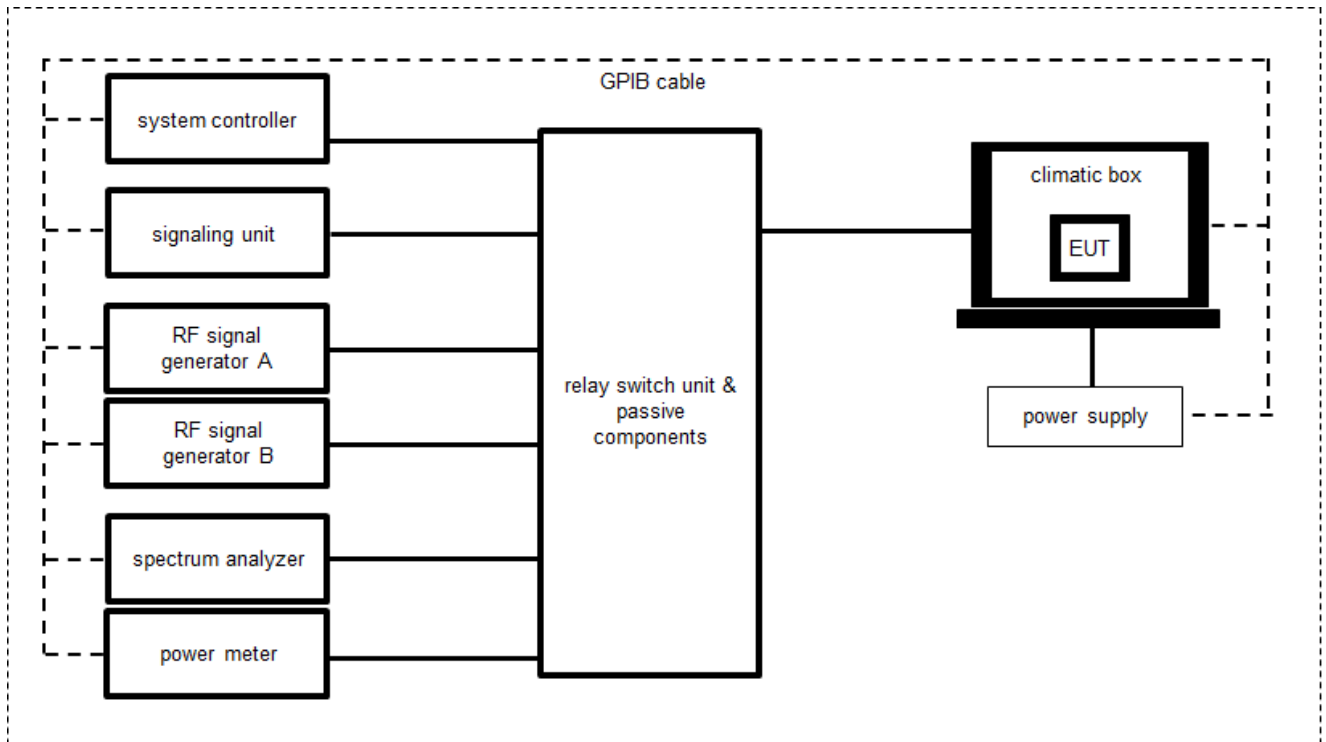 GPIB cable
system controller
signaling unit
RF signal
generator A
RF signal
generator B
spectrum analyzer
power meter
relay switch unit &
passive
components
climatic box
EUT
power supply